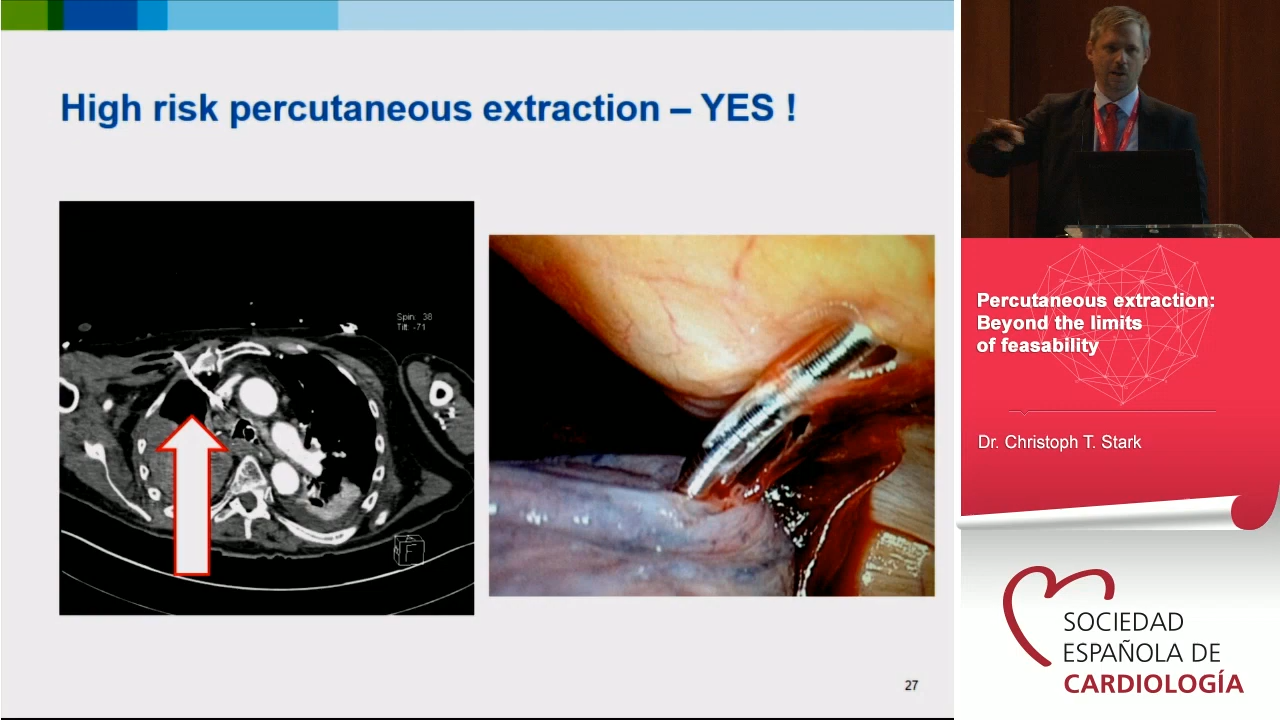 High risk percutaneous extraction – YES !
Spin: 38
Tilt: -71
F
27
Percutaneous extraction:
Beyond the limits
of feasability
Dr. Christoph T. Stark
SOCIEDAD
ESPAÑOLA DE
CARDIOLOGÍA